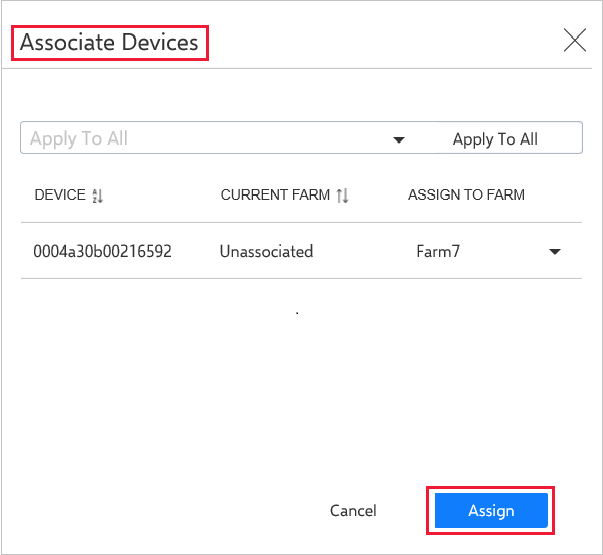 Associate Devices
Apply To All Apply To All
DEVICE CURRENT FARM ASSIGN TO FARM
0004a30b00216592 Unassociated Farm7
.
Cancel Assign